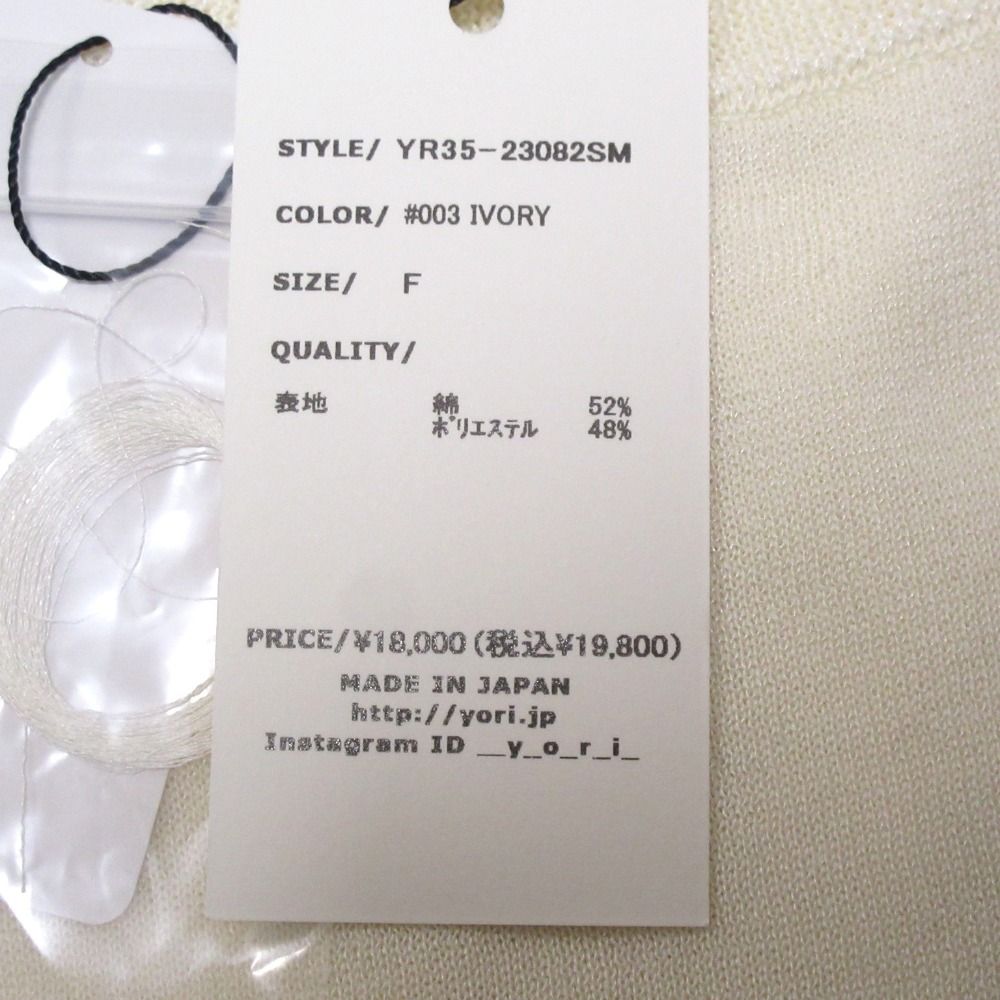 STYLE/ YR35-23082SM
COLOR/ #003 IVORY
SIZE/ F
QUALITY/
表地 綿 52%
ポリエステル 48%
PRICE/¥18,000(税込¥19,800)
MADE IN JAPAN
http://yori.jp
Instagram ID __y_o_r_i_